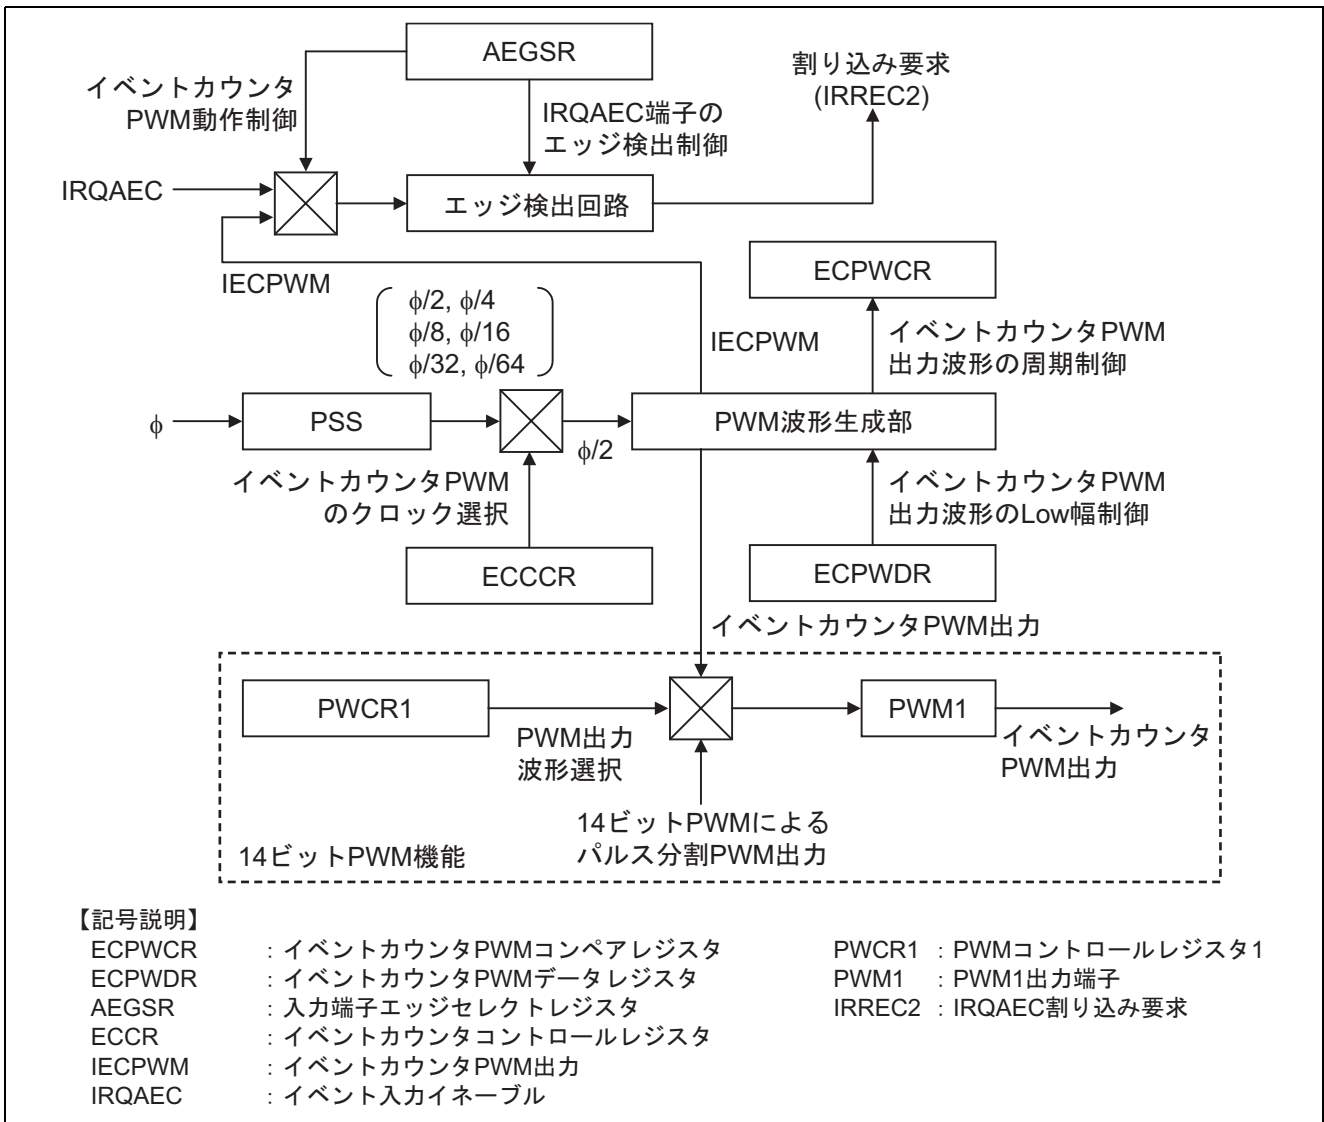 AEGSR
イベントカウンタ
PWM動作制御
IRQAEC端子の
エッジ検出制御
割り込み要求
(IRREC2)
IRQAEC
エッジ検出回路
IECPWM
ECPWCR
φ/2, φ/4
φ/8, φ/16
φ/32, φ/64
IECPWM
イベントカウンタPWM
出力波形の周期制御
φ
PSS
φ/2
PWM波形生成部
イベントカウンタPWM
のクロック選択
イベントカウンタPWM
出力波形のLow幅制御
ECCCR
ECPWDR
イベントカウンタPWM出力
PWCR1
PWM出力
波形選択
PWM1
イベントカウンタ
PWM出力
14ビットPWMによる
パルス分割PWM出力
14ビットPWM機能
【記号説明】
ECPWCR : イベントカウンタPWMコンペアレジスタ
ECPWDR : イベントカウンタPWMデータレジスタ
AEGSR : 入力端子エッジセレクトレジスタ
ECCR : イベントカウンタコントロールレジスタ
IECPWM : イベントカウンタPWM出力
IRQAEC : イベント入力イネーブル
PWCR1 : PWMコントロールレジスタ1
PWM1 : PWM1出力端子
IRREC2 : IRQAEC割り込み要求